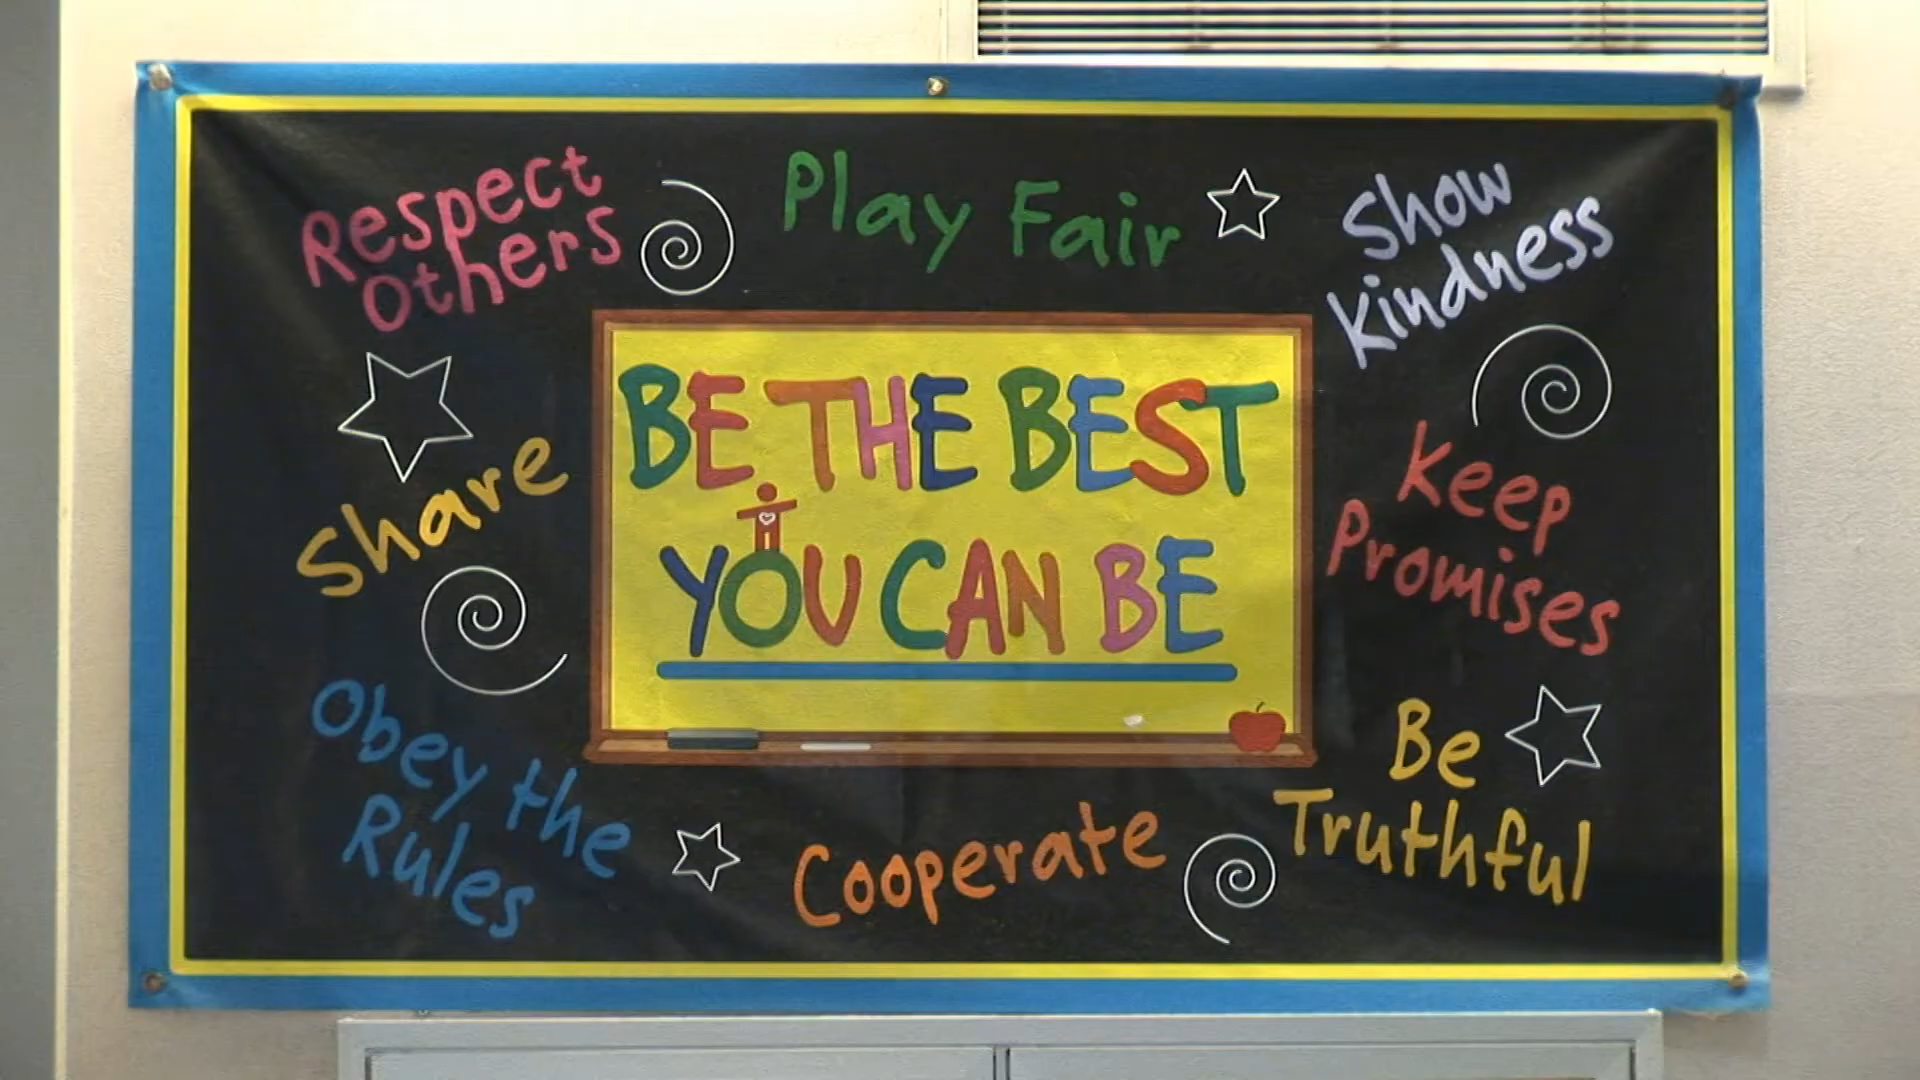 Respect
Others
Play Fair
Show
kindness
Share
BE THE BEST
YOU CAN BE
Keep
Promises
Obey the
Rules
Cooperate
Be
Truthful